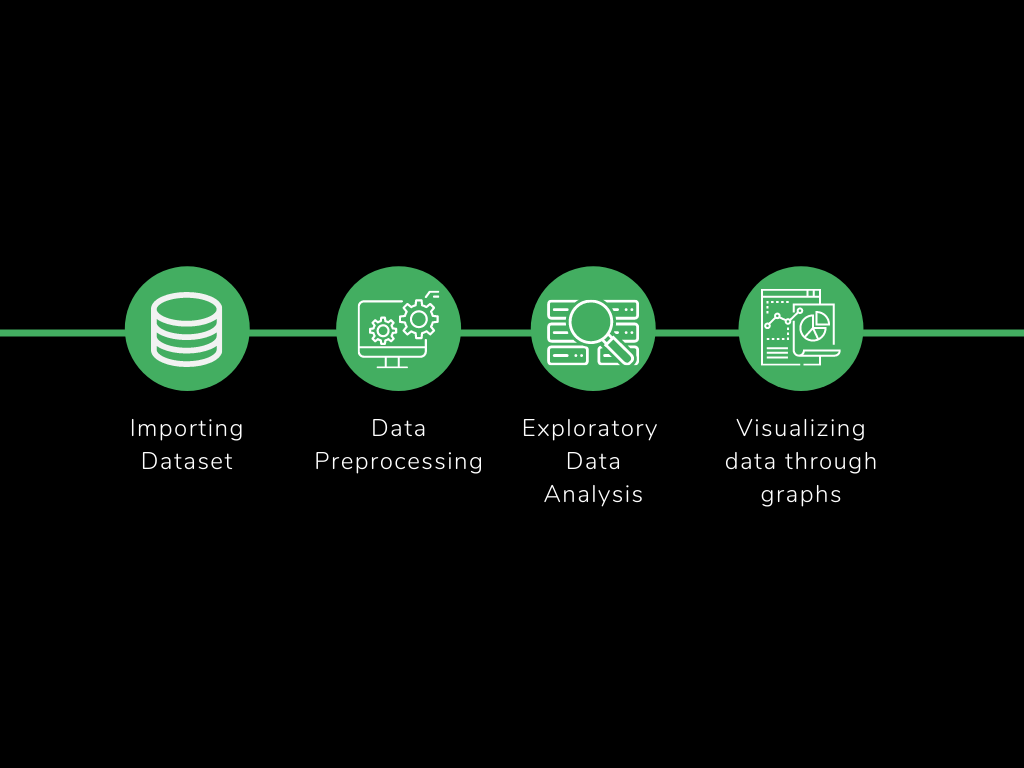 Importing
Dataset
Data
Preprocessing
Exploratory
Data
Analysis
Visualizing
data through
graphs